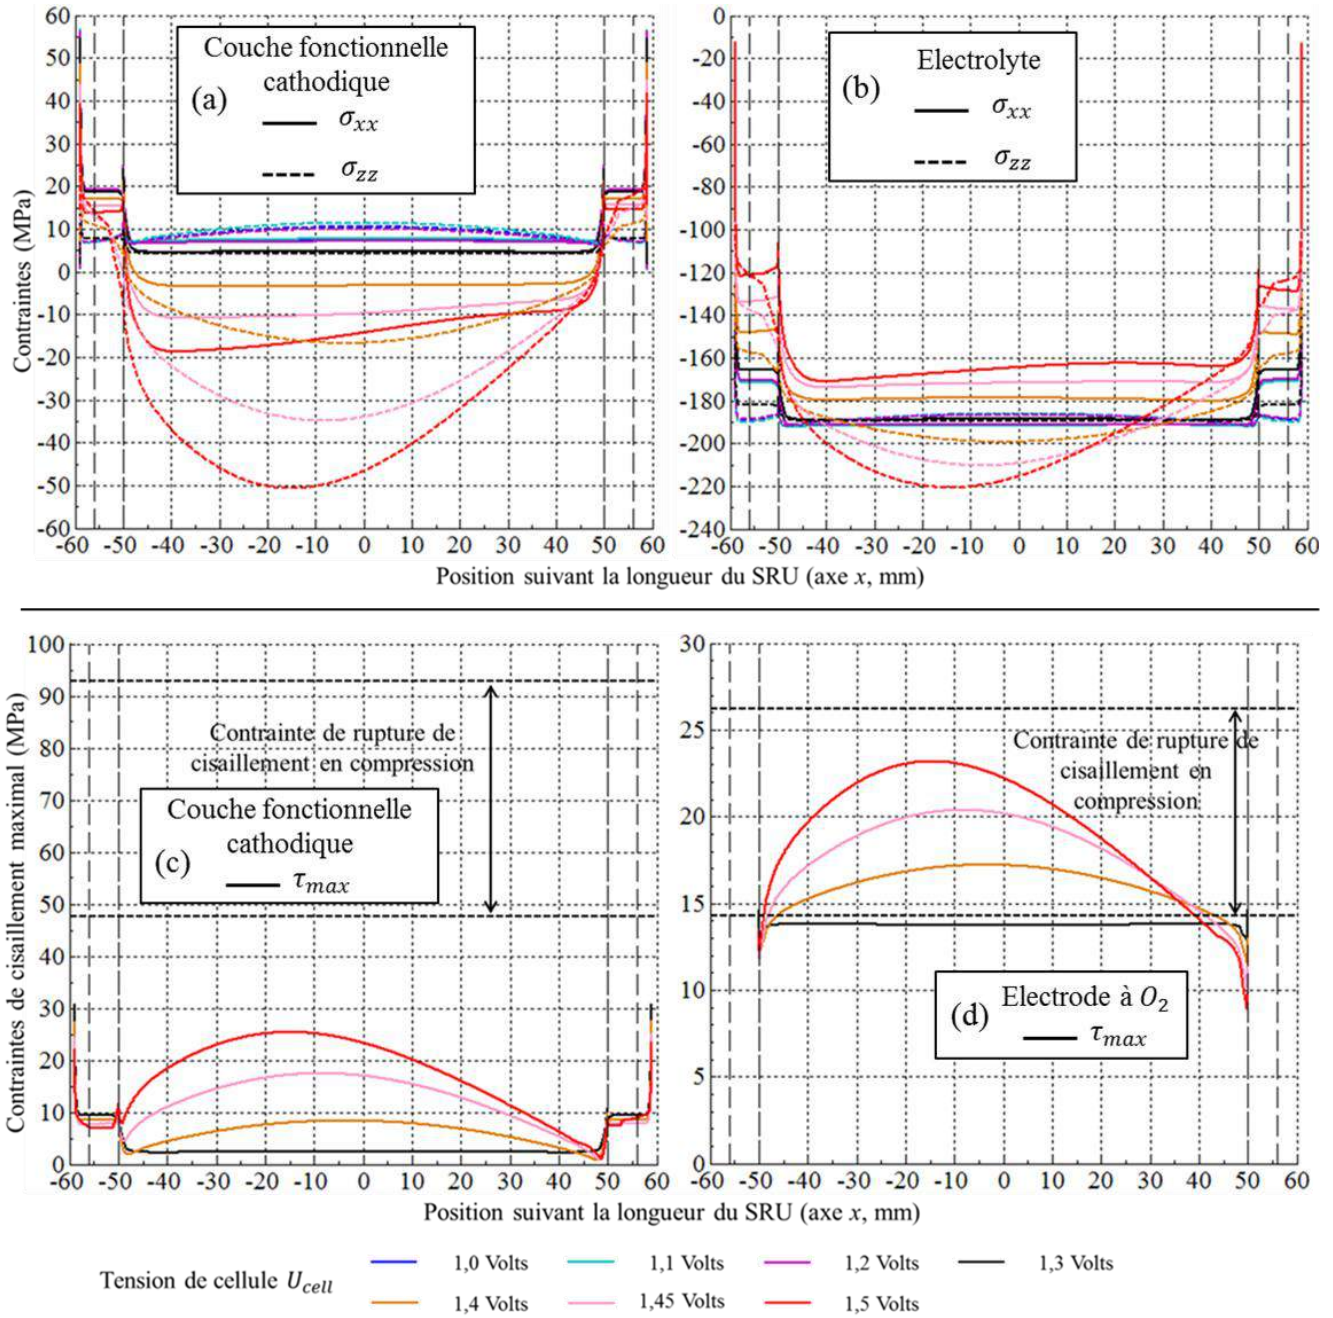 Couche fonctionnelle
cathodique
(a)
σxx
σzz
60
50
40
30
20
10
0
-10
-20
-30
-40
-50
-60
-60 -50 -40 -30 -20 -10 0 10 20 30 40 50 60
Contraintes (MPa)
Electrolyte
(b)
σxx
σzz
0
-20
-40
-60
-80
-100
-120
-140
-160
-180
-200
-220
-240
-60 -50 -40 -30 -20 -10 0 10 20 30 40 50 60
Position suivant la longueur du SRU (axe x, mm)
Contraintes de cisaillement maximal (MPa)
100
90
80
70
60
50
40
30
20
10
0
Contrainte de rupture de
cisaillement en compression
Couche fonctionnelle
cathodique
(c)
τmax
-60 -50 -40 -30 -20 -10 0 10 20 30 40 50 60
30
25
20
15
10
5
0
Contrainte de rupture de
cisaillement en
compression
(d)
Electrode à O2
τmax
-60 -50 -40 -30 -20 -10 0 10 20 30 40 50 60
Position suivant la longueur du SRU (axe x, mm)
Tension de cellule Ucell
1,0 Volts 1,1 Volts 1,2 Volts 1,3 Volts
1,4 Volts 1,45 Volts 1,5 Volts